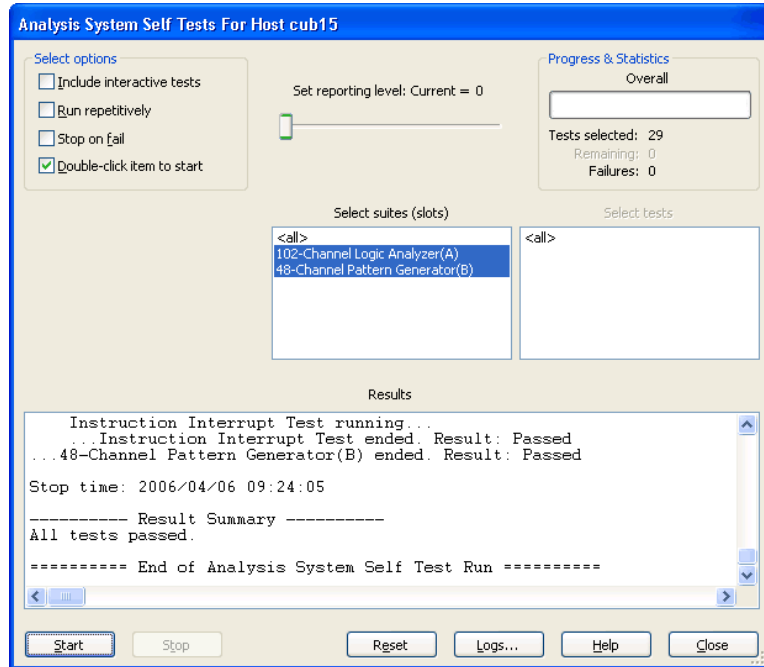 Analysis System Self Tests For Host cub15
Select options
Include interactive tests
Run repetitively
Stop on fail
Double-click item to start
Set reporting level: Current = 0
Progress & Statistics
Overall
Tests selected: 29
Remaining: 0
Failures: 0
Select suites (slots)
<all>
102-Channel Logic Analyzer(A)
48-Channel Pattern Generator(B)
Select tests
<all>
Results
Instruction Interrupt Test running...
...Instruction Interrupt Test ended. Result: Passed
...48-Channel Pattern Generator(B) ended. Result: Passed
Stop time: 2006/04/06 09:24:05
---------- Result Summary ----------
All tests passed.
========== End of Analysis System Self Test Run ==========
Start
Stop
Reset
Logs...
Help
Close